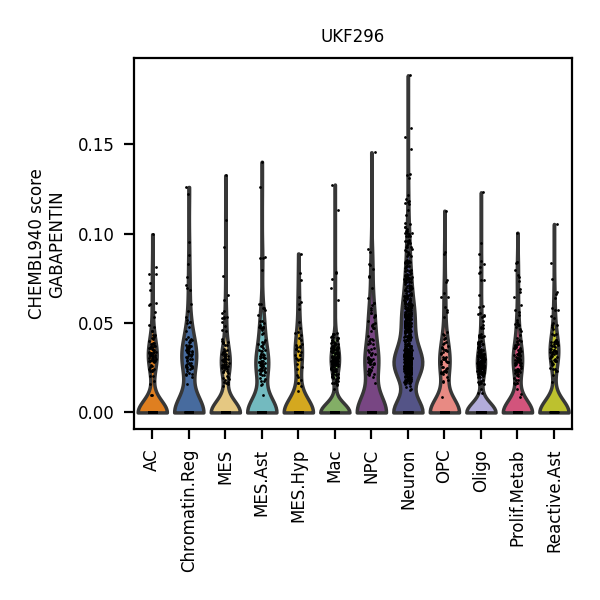 UKF296
CHEMBL940 score
GABAPENTIN
0.15
0.10
0.05
0.00
AC
Chromatin.Reg
MES
MES.Ast
MES.Hyp
Mac
NPC
Neuron
OPC
Oligo
Prolif.Metab
Reactive.Ast